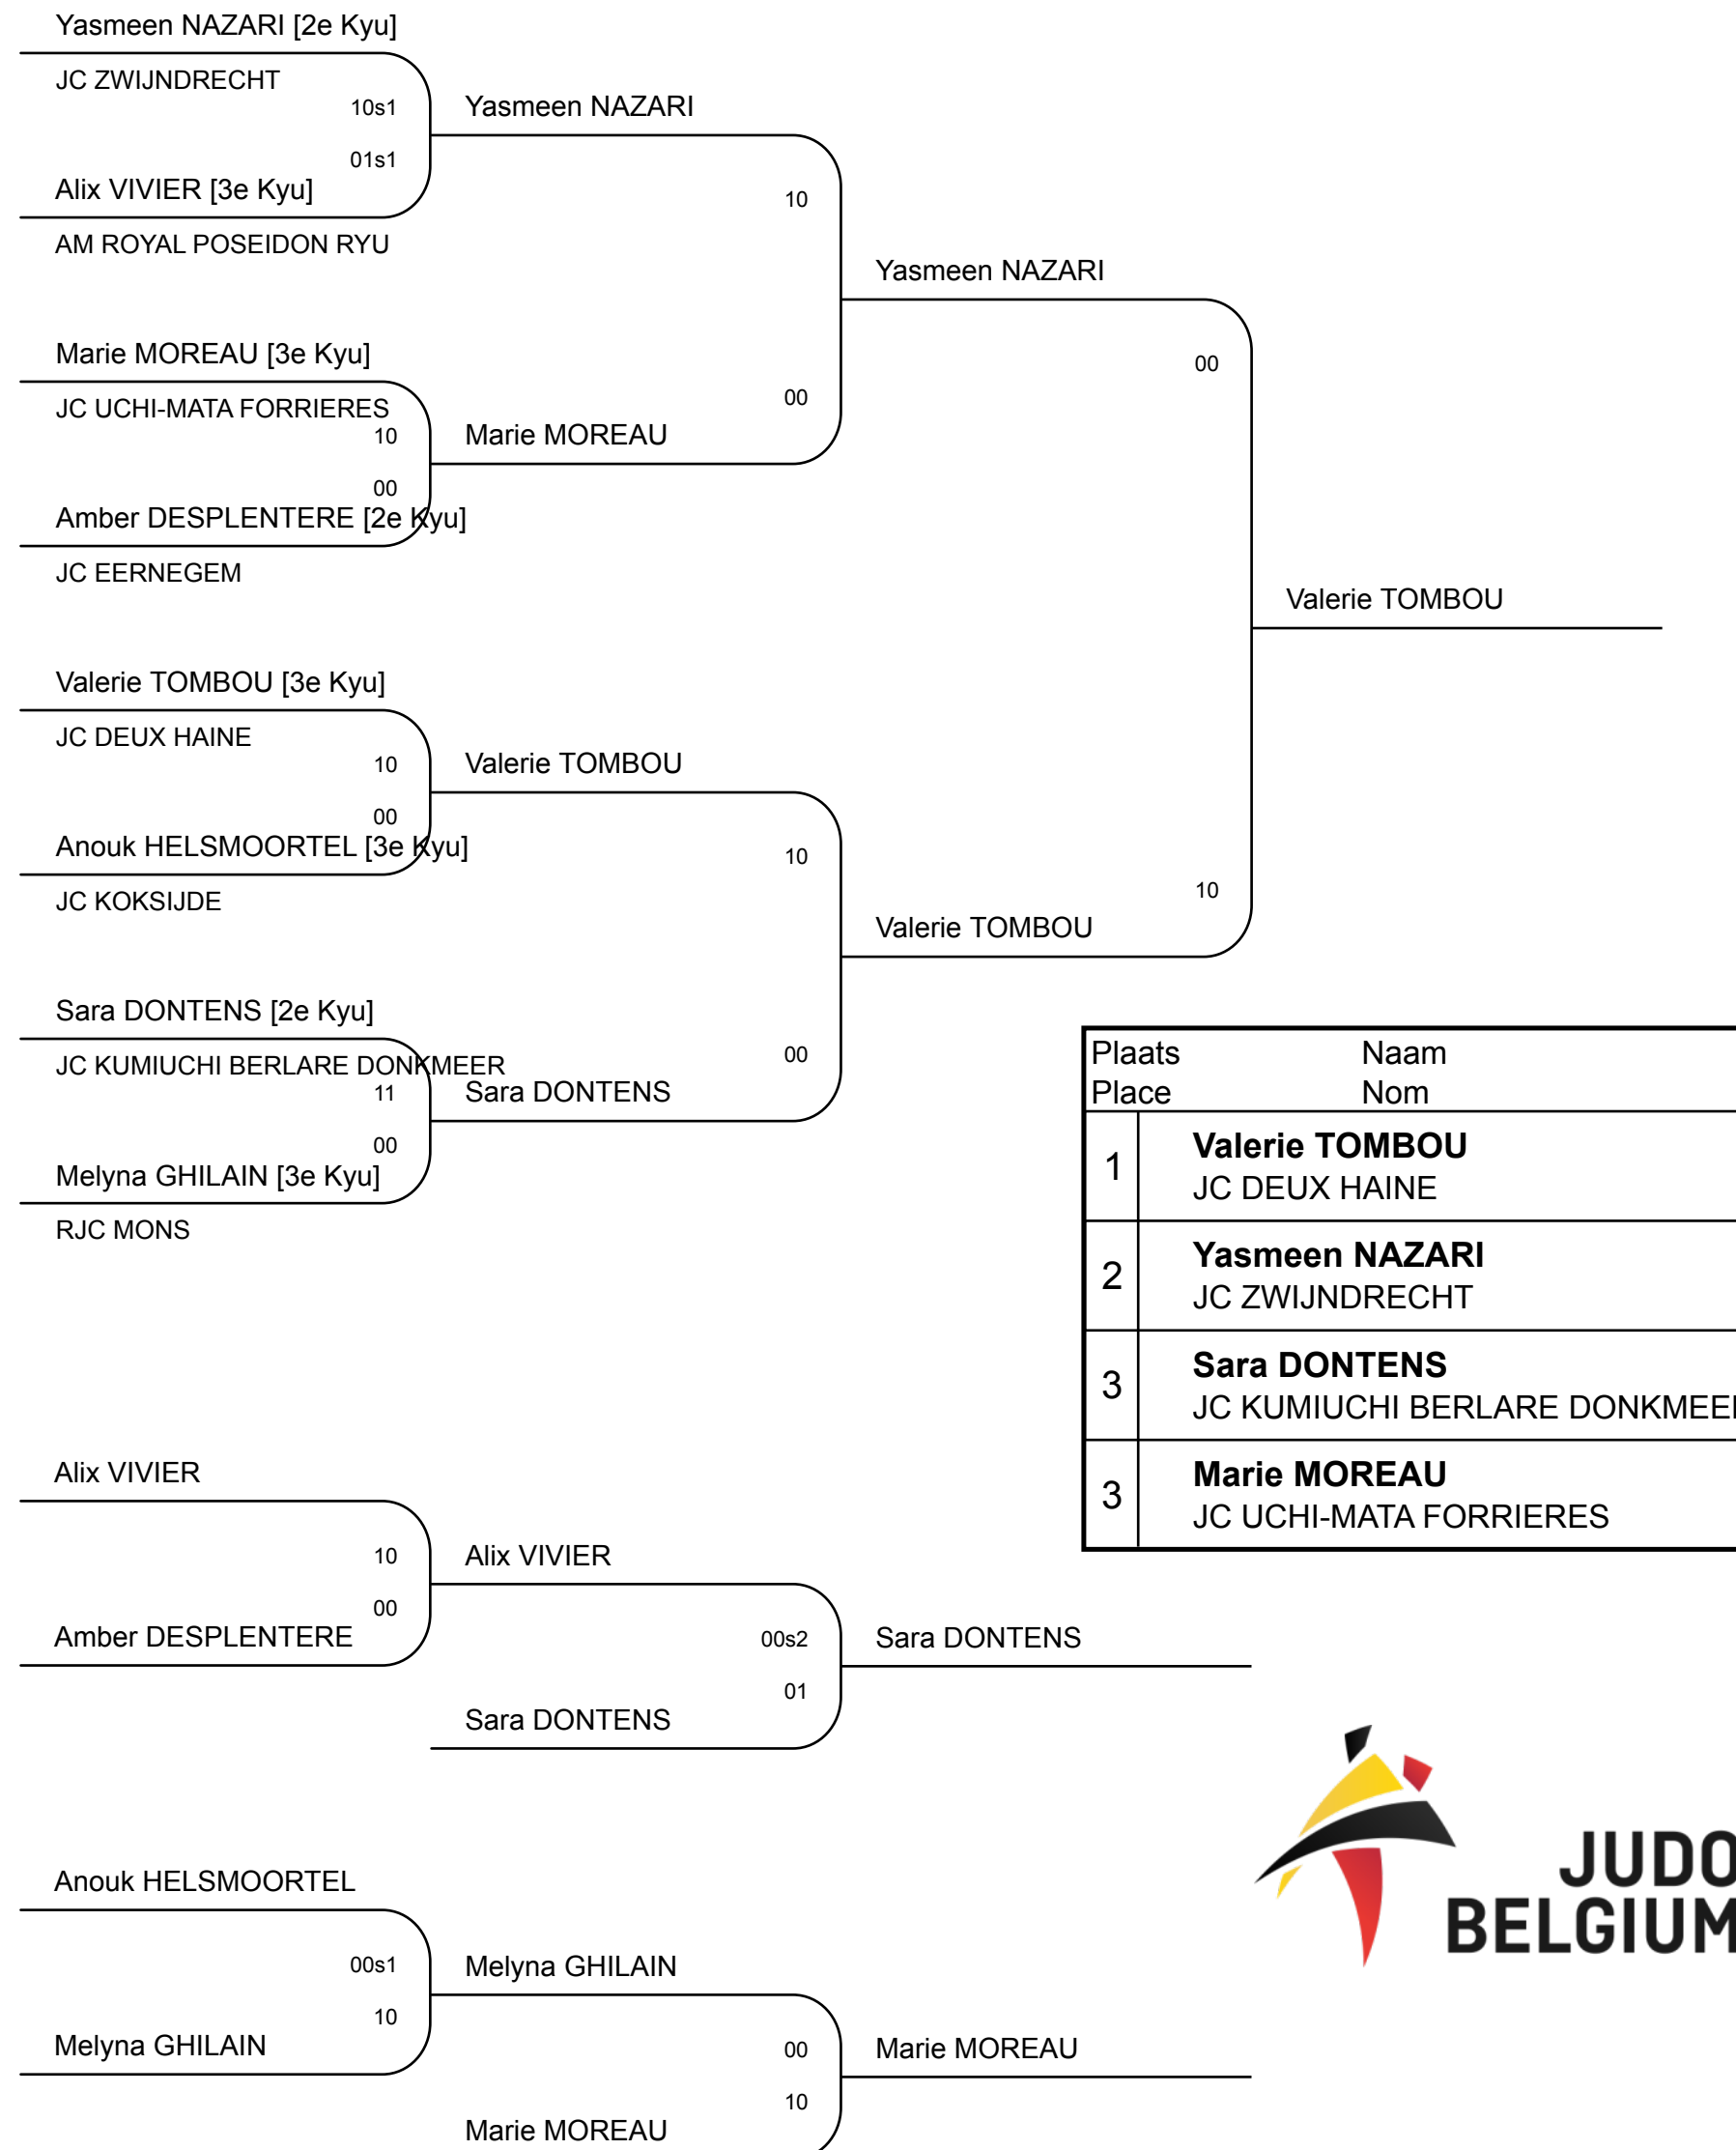 Yasmeen NAZARI [2e Kyu]
JC ZWIJNDRECHT
10s1
Yasmeen NAZARI
01s1
Alix VIVIER [3e Kyu]
10
AM ROYAL POSEIDON RYU
Yasmeen NAZARI
Marie MOREAU [3e Kyu]
00
JC UCHI-MATA FORRIERES
00
10
Marie MOREAU
00
Amber DESPLENTERE [2e Kyu]
JC EERNEGEM
Valerie TOMBOU
Valerie TOMBOU [3e Kyu]
JC DEUX HAINE
10
Valerie TOMBOU
00
Anouk HELSMOORTEL [3e Kyu]
10
JC KOKSIJDE
10
Valerie TOMBOU
Sara DONTENS [2e Kyu]
JC KUMIUCHI BERLARE DONKMEER
00
11
Sara DONTENS
00
Melyna GHILAIN [3e Kyu]
RJC MONS
Plaats Naam
Place Nom
1 Valerie TOMBOU
JC DEUX HAINE
2 Yasmeen NAZARI
JC ZWIJNDRECHT
3 Sara DONTENS
JC KUMIUCHI BERLARE DONKMEE
3 Marie MOREAU
JC UCHI-MATA FORRIERES
Alix VIVIER
10
Alix VIVIER
00
Amber DESPLENTERE
00s2
Sara DONTENS
01
Sara DONTENS
JUDO
BELGIUM
Anouk HELSMOORTEL
00s1
Melyna GHILAIN
10
Melyna GHILAIN
00
Marie MOREAU
10
Marie MOREAU